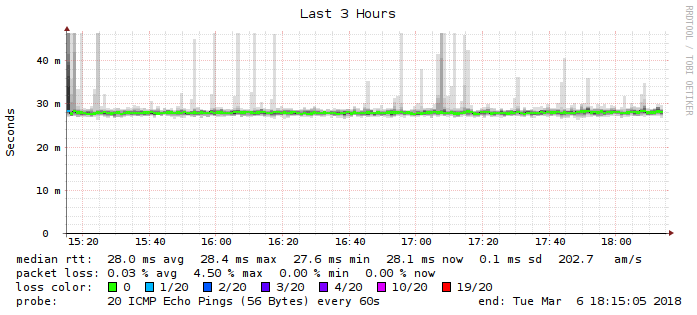 Last 3 Hours
RRDTOOL / TOBI OETIKER
Seconds
40 m
30 m
20 m
10 m
0
15:20 15:40 16:00 16:20 16:40 17:00 17:20 17:40 18:00
median rtt: 28.0 ms avg 28.4 ms max 27.6 ms min 28.1 ms now 0.1 ms sd 202.7 am/s
packet loss: 0.03 % avg 4.50 % max 0.00 % min 0.00 % now
loss color: 0 1/20 2/20 3/20 4/20 10/20 19/20
probe: 20 ICMP Echo Pings (56 Bytes) every 60s end: Tue Mar 6 18:15:05 2018